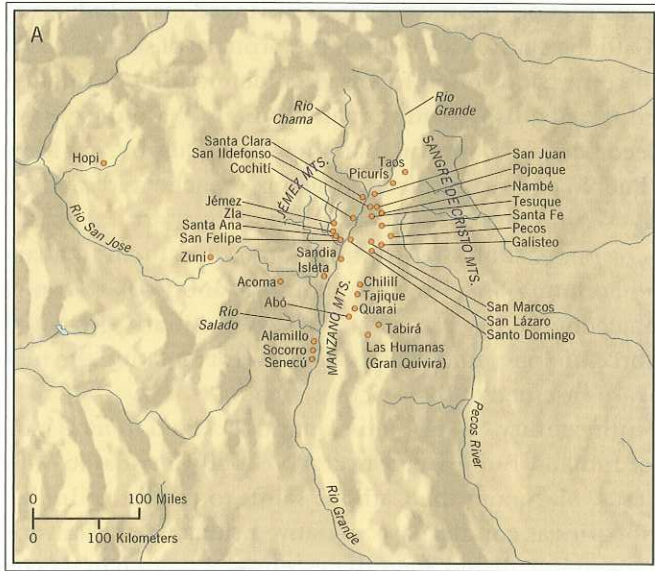 A
Rio
Chama
Rio
Grande
Santa Clara
San Ildefonso
Cochití
Taos
Picurís
SANGRE DE CRISTO MTS.
JÉMEZ MTS.
San Juan
Pojoaque
Nambé
Tesuque
Santa Fe
Pecos
Galisteo
Hopi
Rio San Jose
Jémez
Zla
Santa Ana
San Felipe
Zuni
Sandia
Isleta
Acoma
Chililí
Tajique
Quarai
Abó
MANZANO MTS.
San Marcos
San Lázaro
Santo Domingo
Rio
Salado
Tabirá
Las Humanas
(Gran Quivira)
Alamillo
Socorro
Senecú
Pecos River
Rio Grande
0 100 Miles
0 100 Kilometers